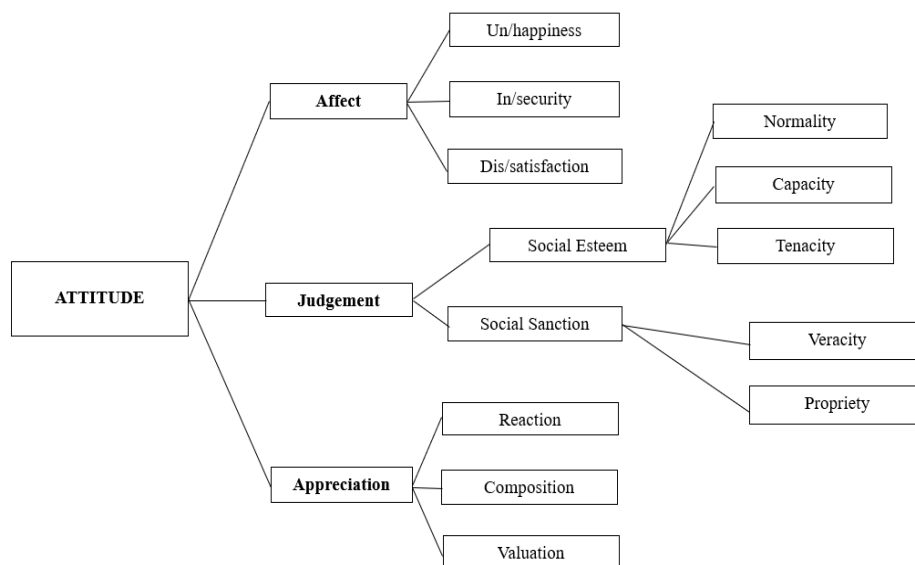 Un/happiness
Affect
In/security
Dis/satisfaction
Normality
Capacity
Social Esteem
Tenacity
ATTITUDE
Judgement
Social Sanction
Veracity
Propriety
Reaction
Appreciation
Composition
Valuation